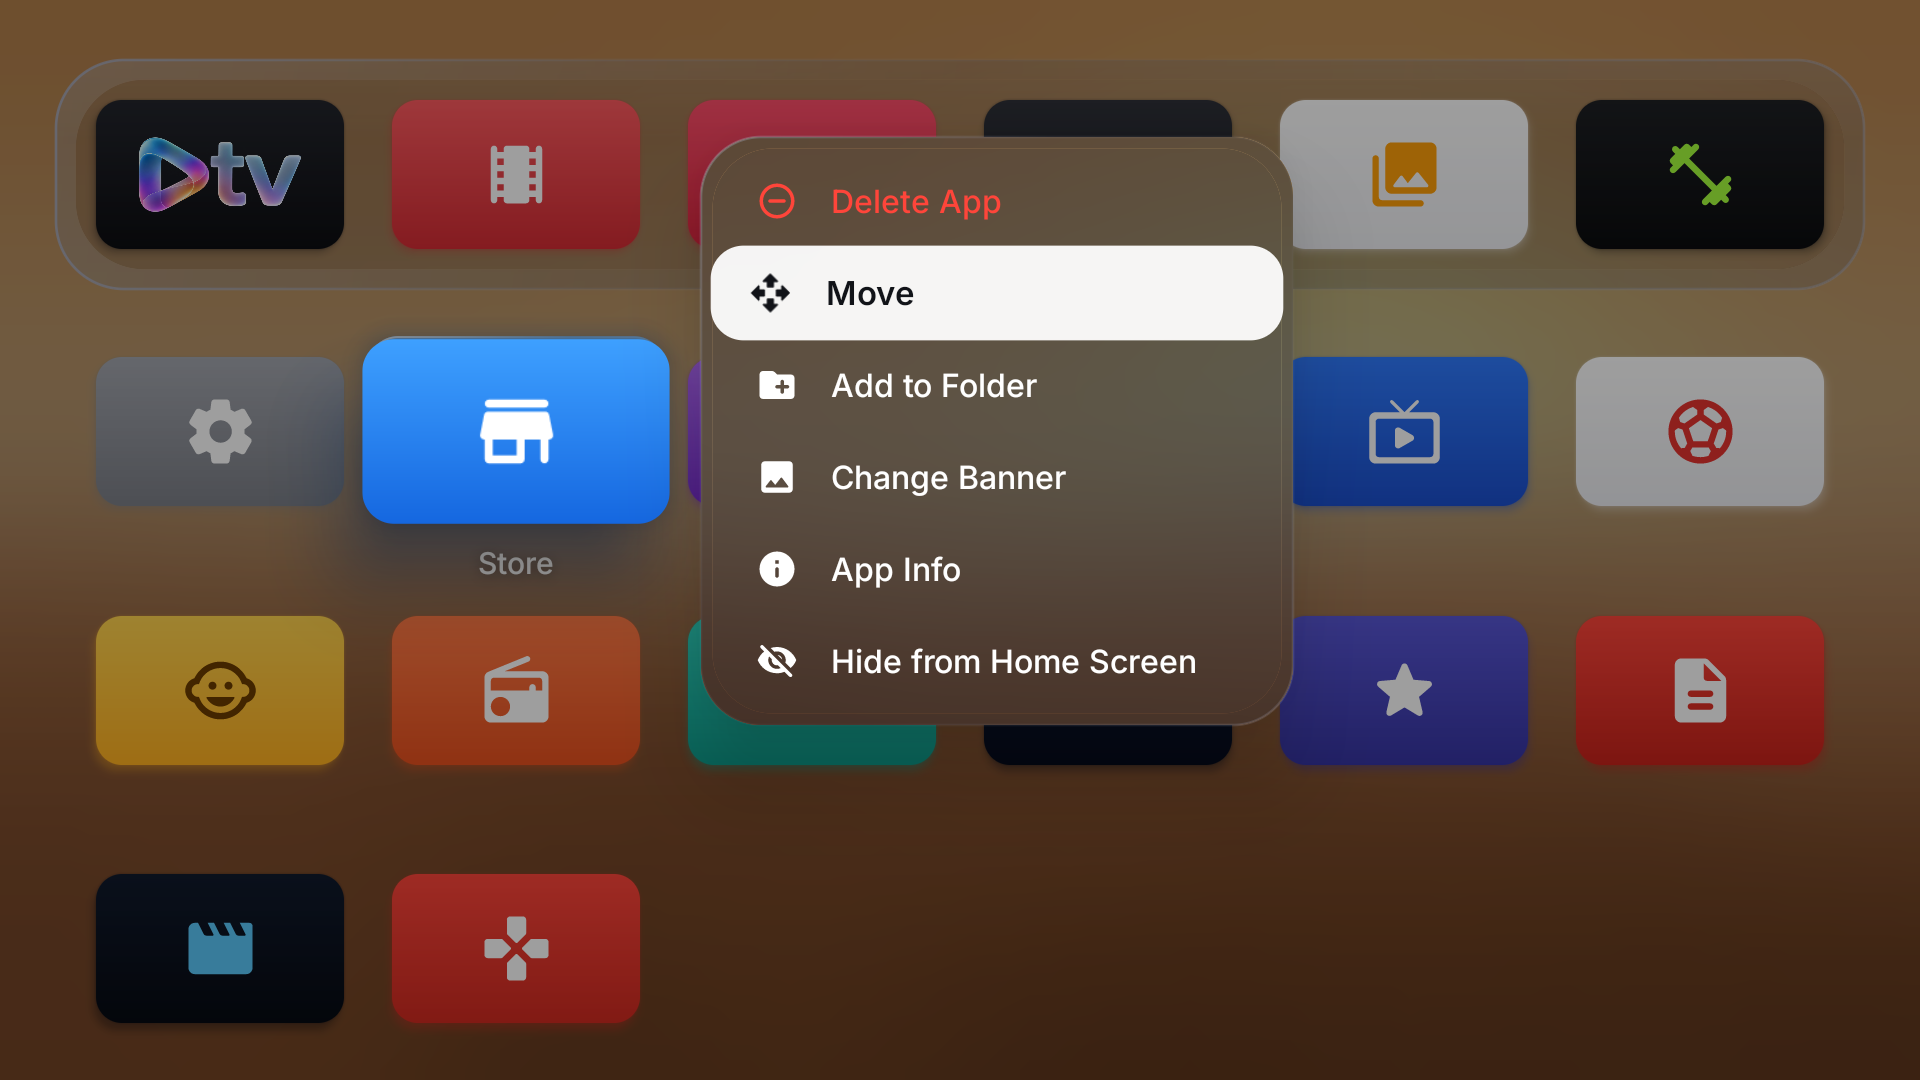 tv
Delete App
Move
Add to Folder
Change Banner
App Info
Hide from Home Screen
Store